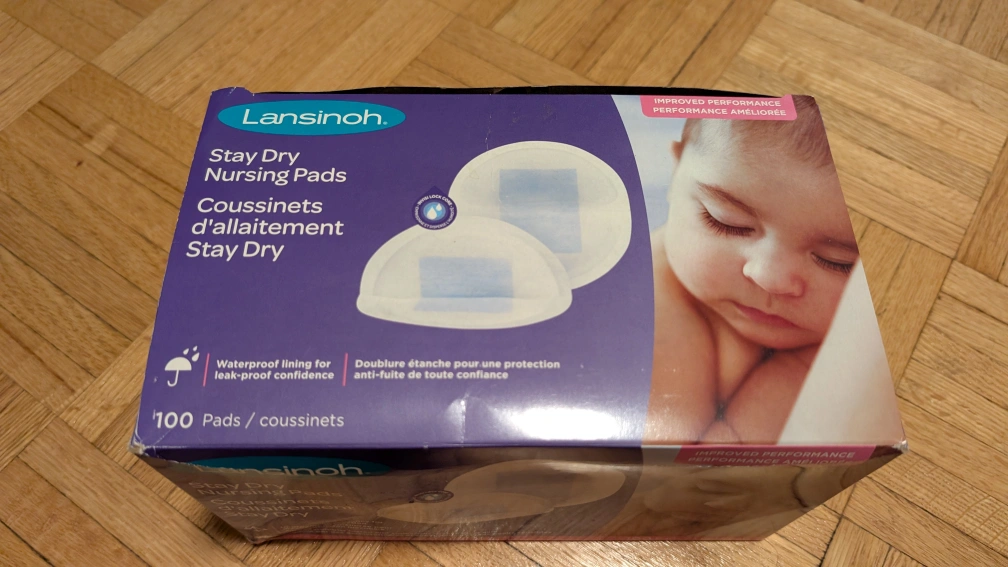 Lansinoh®
IMPROVED PERFORMANCE
PERFORMANCE AMÉLIORÉE
Stay Dry
Nursing Pads
Coussinets
d'allaitement
Stay Dry
Waterproof lining for
leak-proof confidence
Doublure étanche pour une protection
anti-fuite de toute confiance
100 Pads / coussinets
IMPROVED PERFORMANCE
PERFORMANCE AMÉLIORÉE
Lansinoh®
Stay Dry
Nursing Pads
Coussinets
d'allaitement
Stay Dry